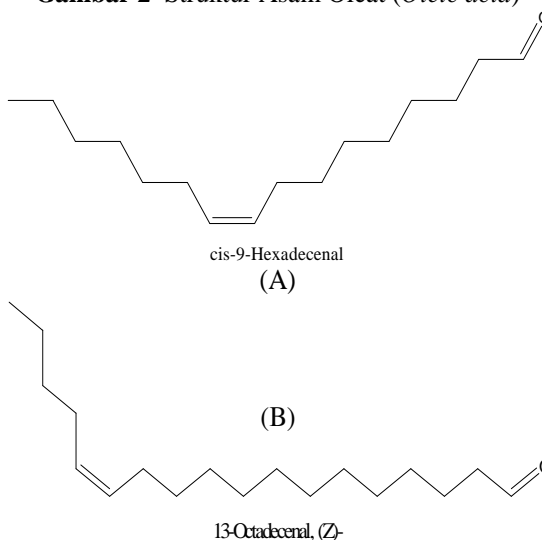 Gambar 2 Struktur Asam Oleat (Oleic acid)
cis-9-Hexadecenal
(A)
(B)
13-Octadecenal, (Z)-